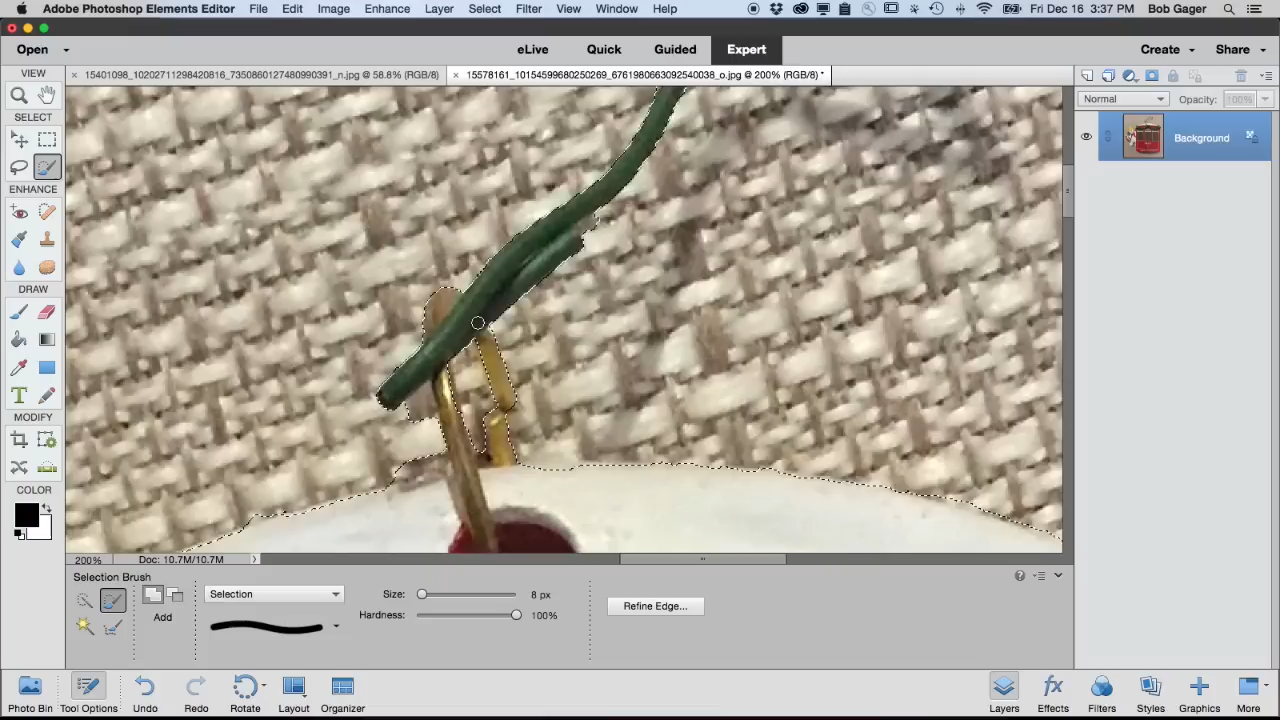 Adobe Photoshop Elements Editor File Edit Image Enhance Layer Select Filter View Window Help Fri Dec 16 3:37 PM Bob Gager
Open eLive Quick Guided Expert Create Share
VIEW
× 15401098_10202711298420816_7350860127480990391_n.jpg @ 58.8% (RGB/8) × 15578161_10154599680250269_6761980663092540038_o.jpg @ 200% (RGB/8) *
Normal Opacity: 100%
SELECT
Background
ENHANCE
DRAW
T
MODIFY
COLOR
200% Doc: 10.7M/10.7M
Selection Brush
Selection Size: 8 px
Refine Edge...
Add Hardness: 100%
Photo Bin Tool Options Undo Redo Rotate Layout Organizer Layers fx Effects Filters Styles Graphics More